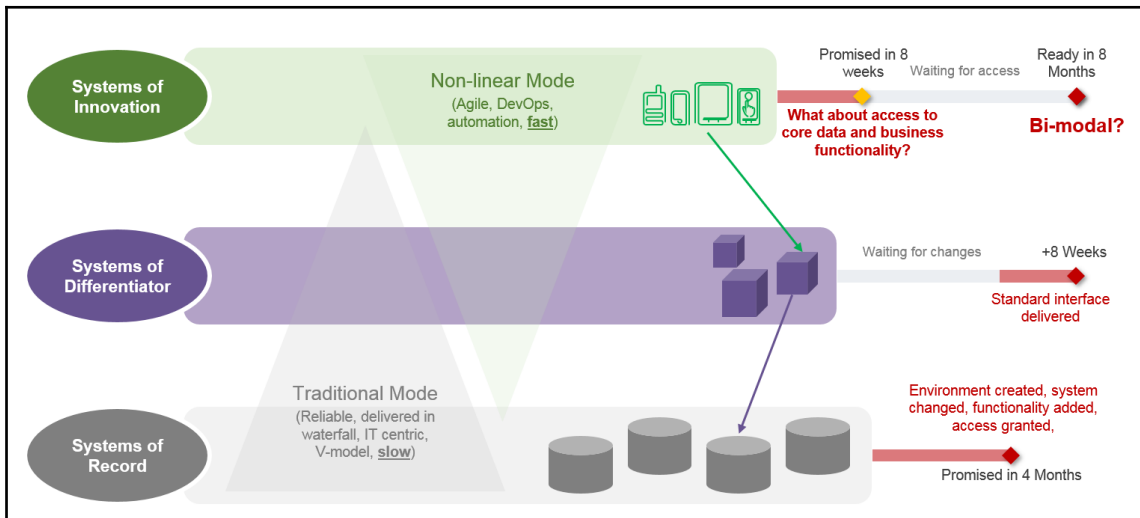 Systems of
Innovation
Non-linear Mode
(Agile, DevOps,
automation, fast)
Promised in 8
weeks
Waiting for access
Ready in 8
Months
What about access to
core data and business
functionality?
Bi-modal?
Systems of
Differentiator
Waiting for changes
+8 Weeks
Standard interface
delivered
Traditional Mode
(Reliable, delivered in
waterfall, IT centric,
V-model, slow)
Systems of
Record
Environment created, system
changed, functionality added,
access granted,
Promised in 4 Months